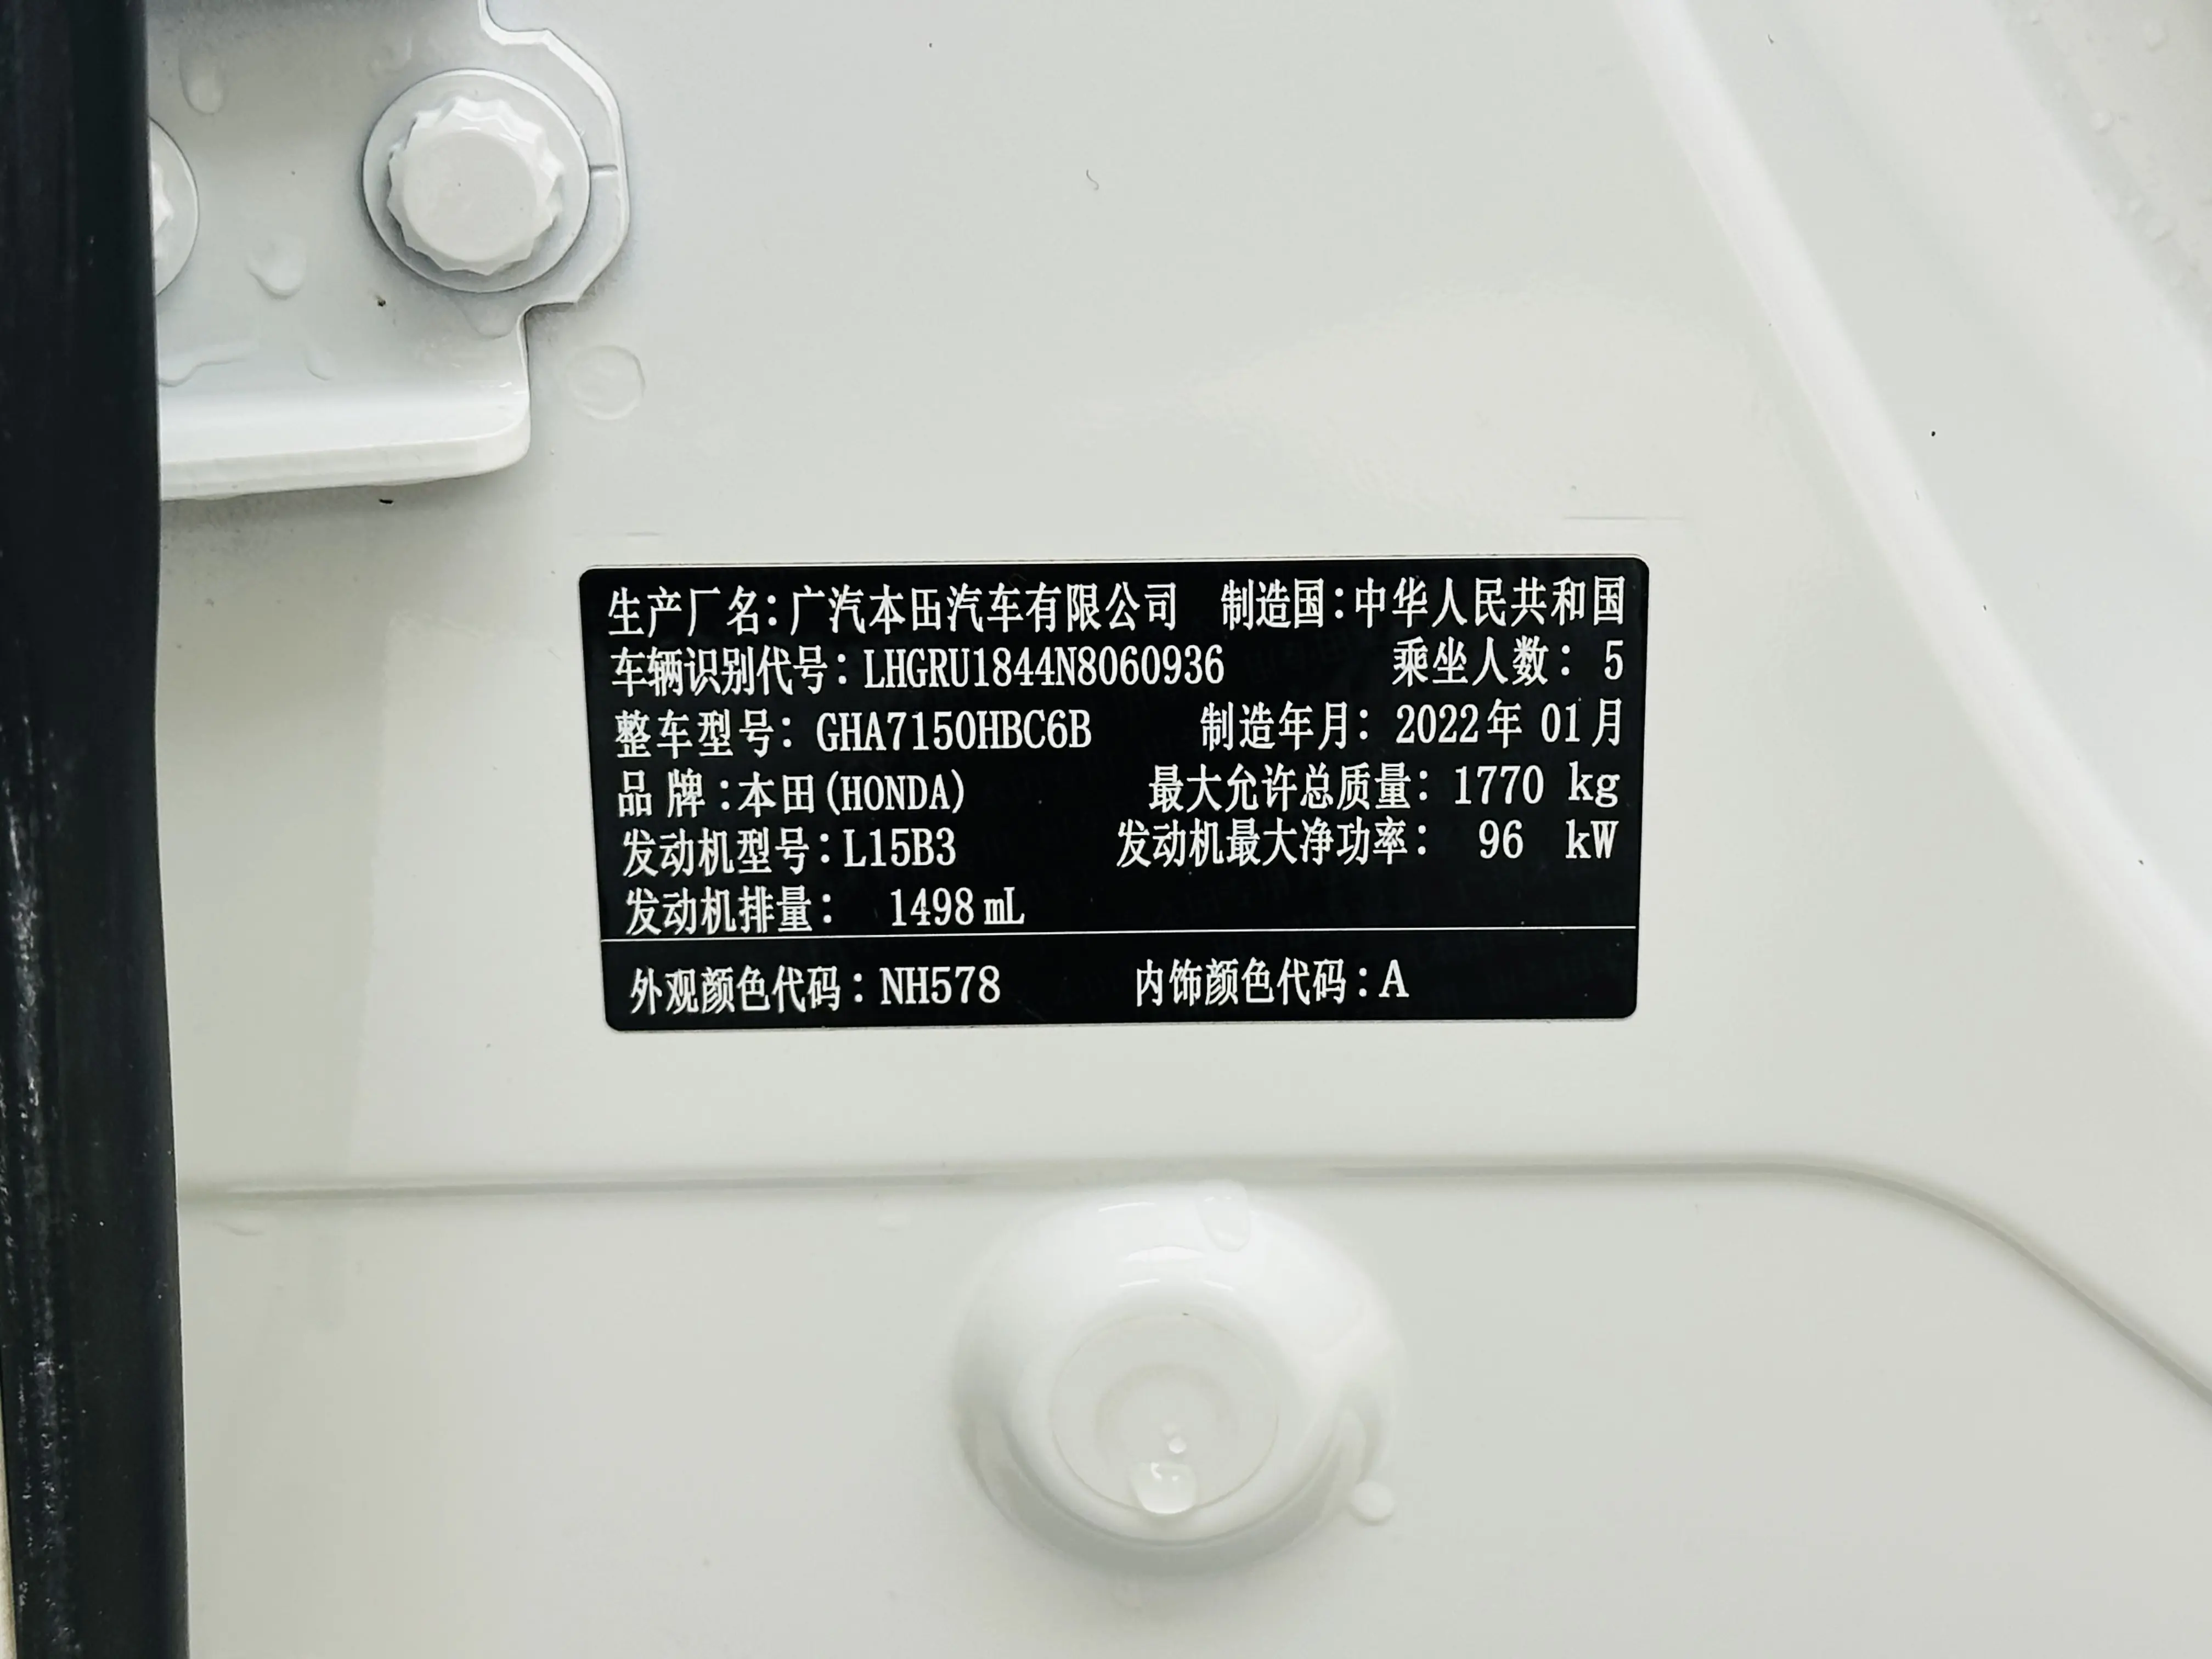 生产厂名：广汽本田汽车有限公司 制造国：中华人民共和国
车辆识别代号：LHGRU1844N8060936 乘坐人数：5
整车型号：GHA7150HBC6B 制造年月：2022年01月
品牌：本田(HONDA) 最大允许总质量：1770 kg
发动机型号：L15B3 发动机最大净功率：96 kW
发动机排量：1498 mL
外观颜色代码：NH578 内饰颜色代码：A